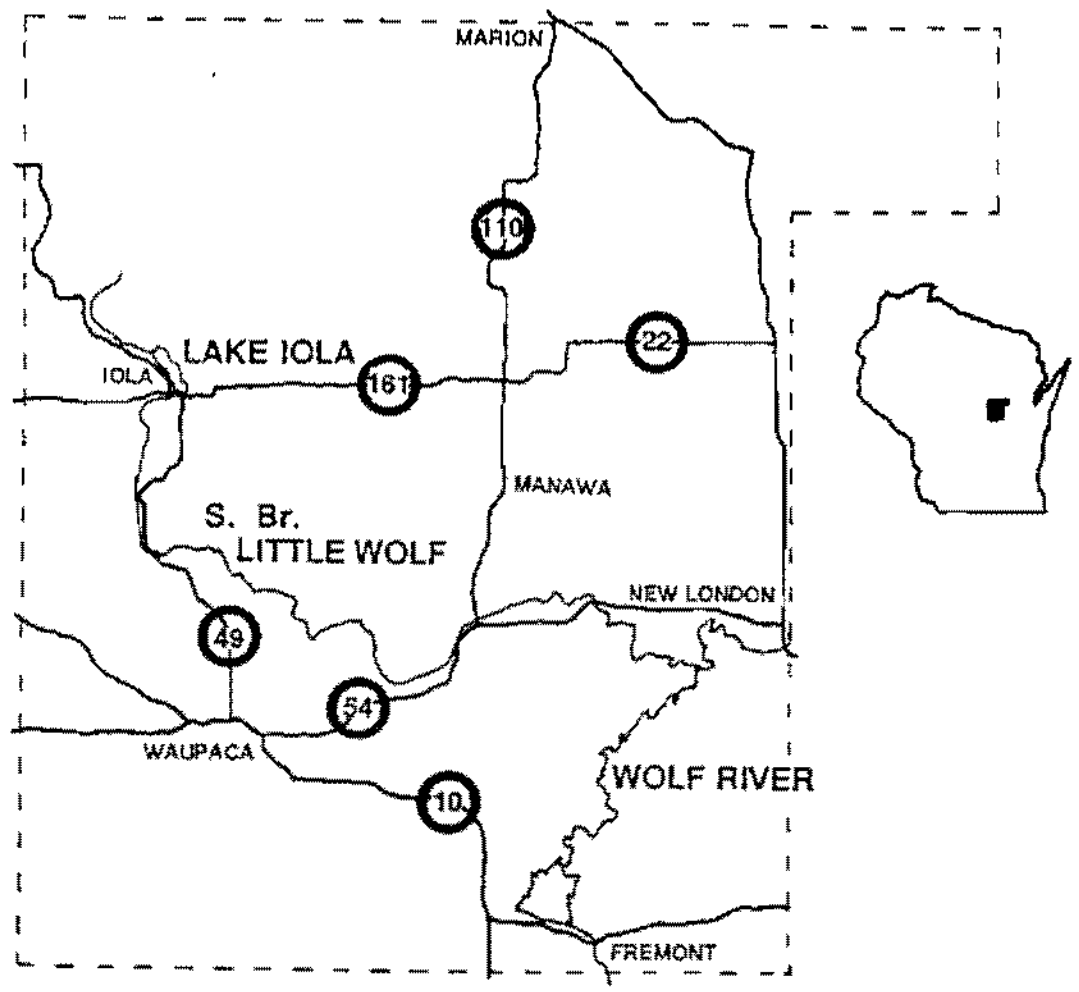 MARION
110
22
LAKE IOLA
IOLA
161
MANAWA
S. Br.
LITTLE WOLF
NEW LONDON
49
54
WAUPACA
WOLF RIVER
10
FREMONT